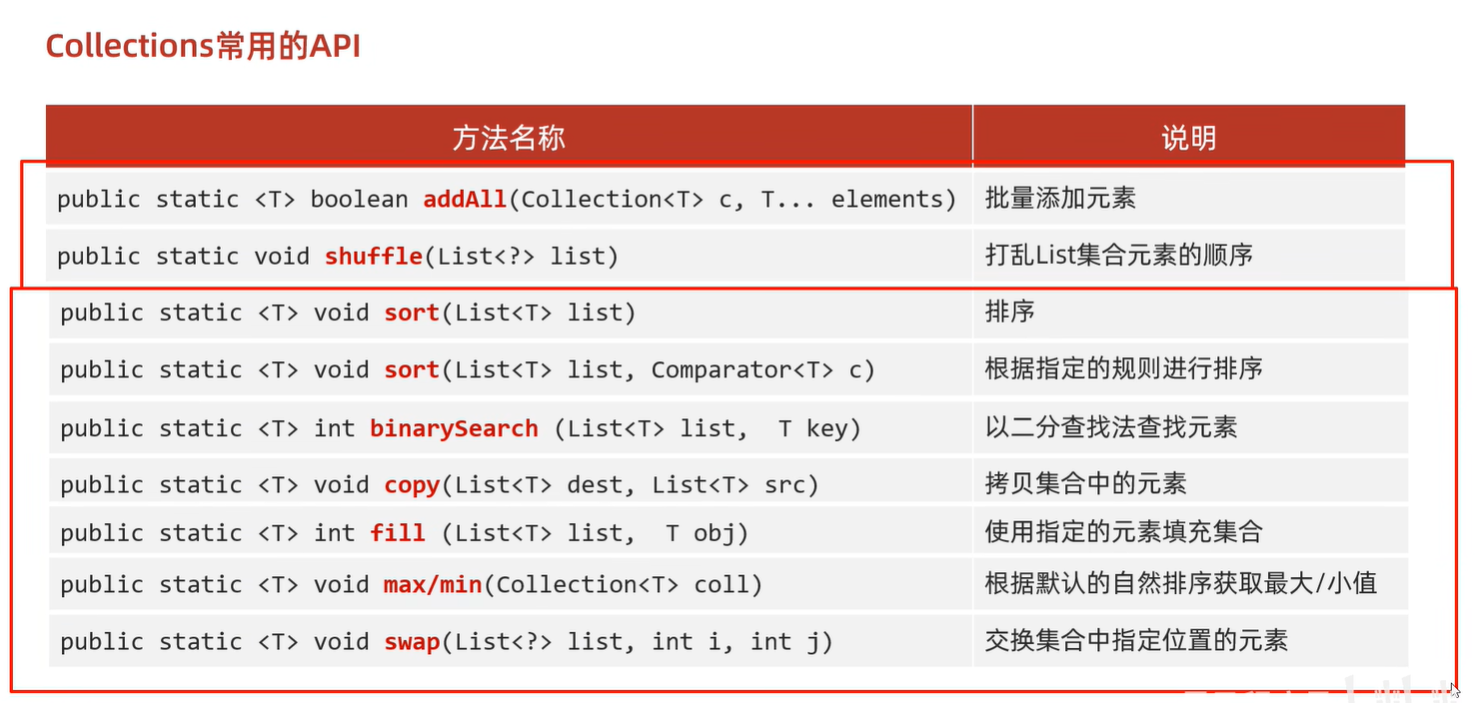 Collections常用的API
方法名称 说明
public static <T> boolean addAll(Collection<T> c, T... elements) 批量添加元素
public static void shuffle(List<?> list) 打乱List集合元素的顺序
public static <T> void sort(List<T> list) 排序
public static <T> void sort(List<T> list, Comparator<T> c) 根据指定的规则进行排序
public static <T> int binarySearch (List<T> list, T key) 以二分查找法查找元素
public static <T> void copy(List<T> dest, List<T> src) 拷贝集合中的元素
public static <T> int fill (List<T> list, T obj) 使用指定的元素填充集合
public static <T> void max/min(Collection<T> coll) 根据默认的自然排序获取最大/小值
public static <T> void swap(List<?> list, int i, int j) 交换集合中指定位置的元素